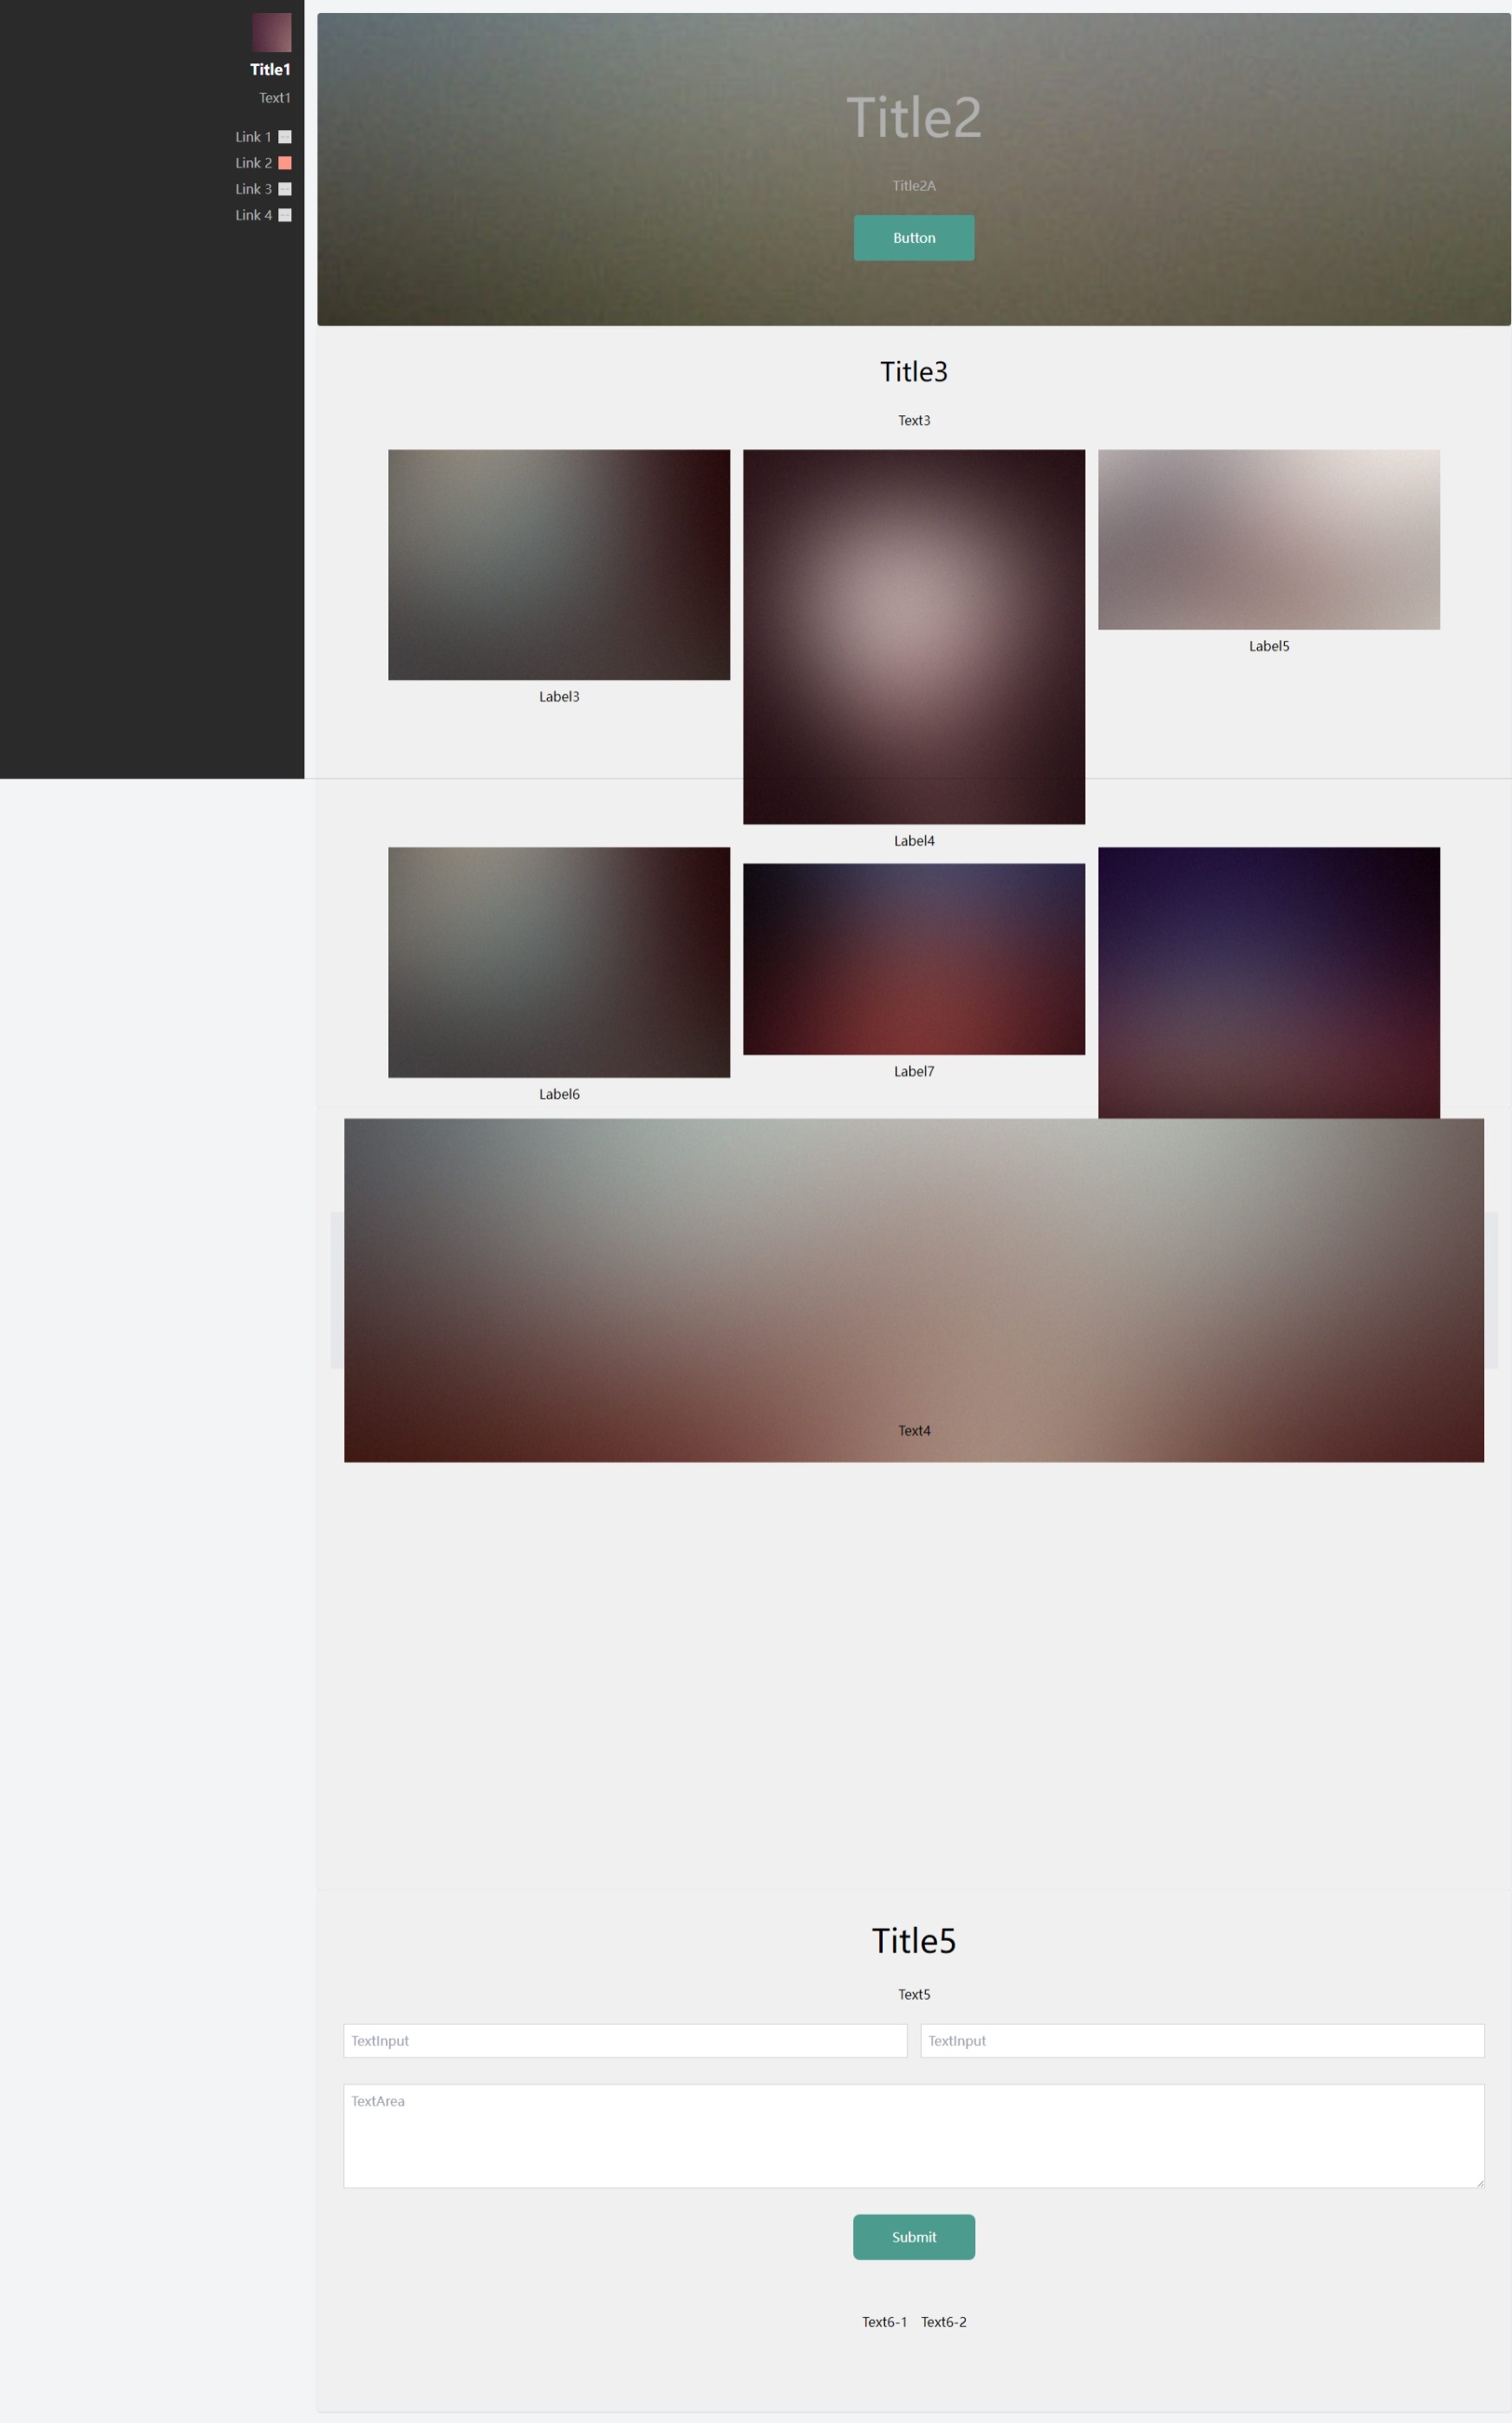 Title1
Text1
Link 1
Link 2
Link 3
Link 4
Title2
Title2A
Button
Title3
Text3
Label3
Label4
Label5
Label6
Label7
Text4
Title5
Text5
TextInput TextInput
TextArea
Submit
Text6-1 Text6-2